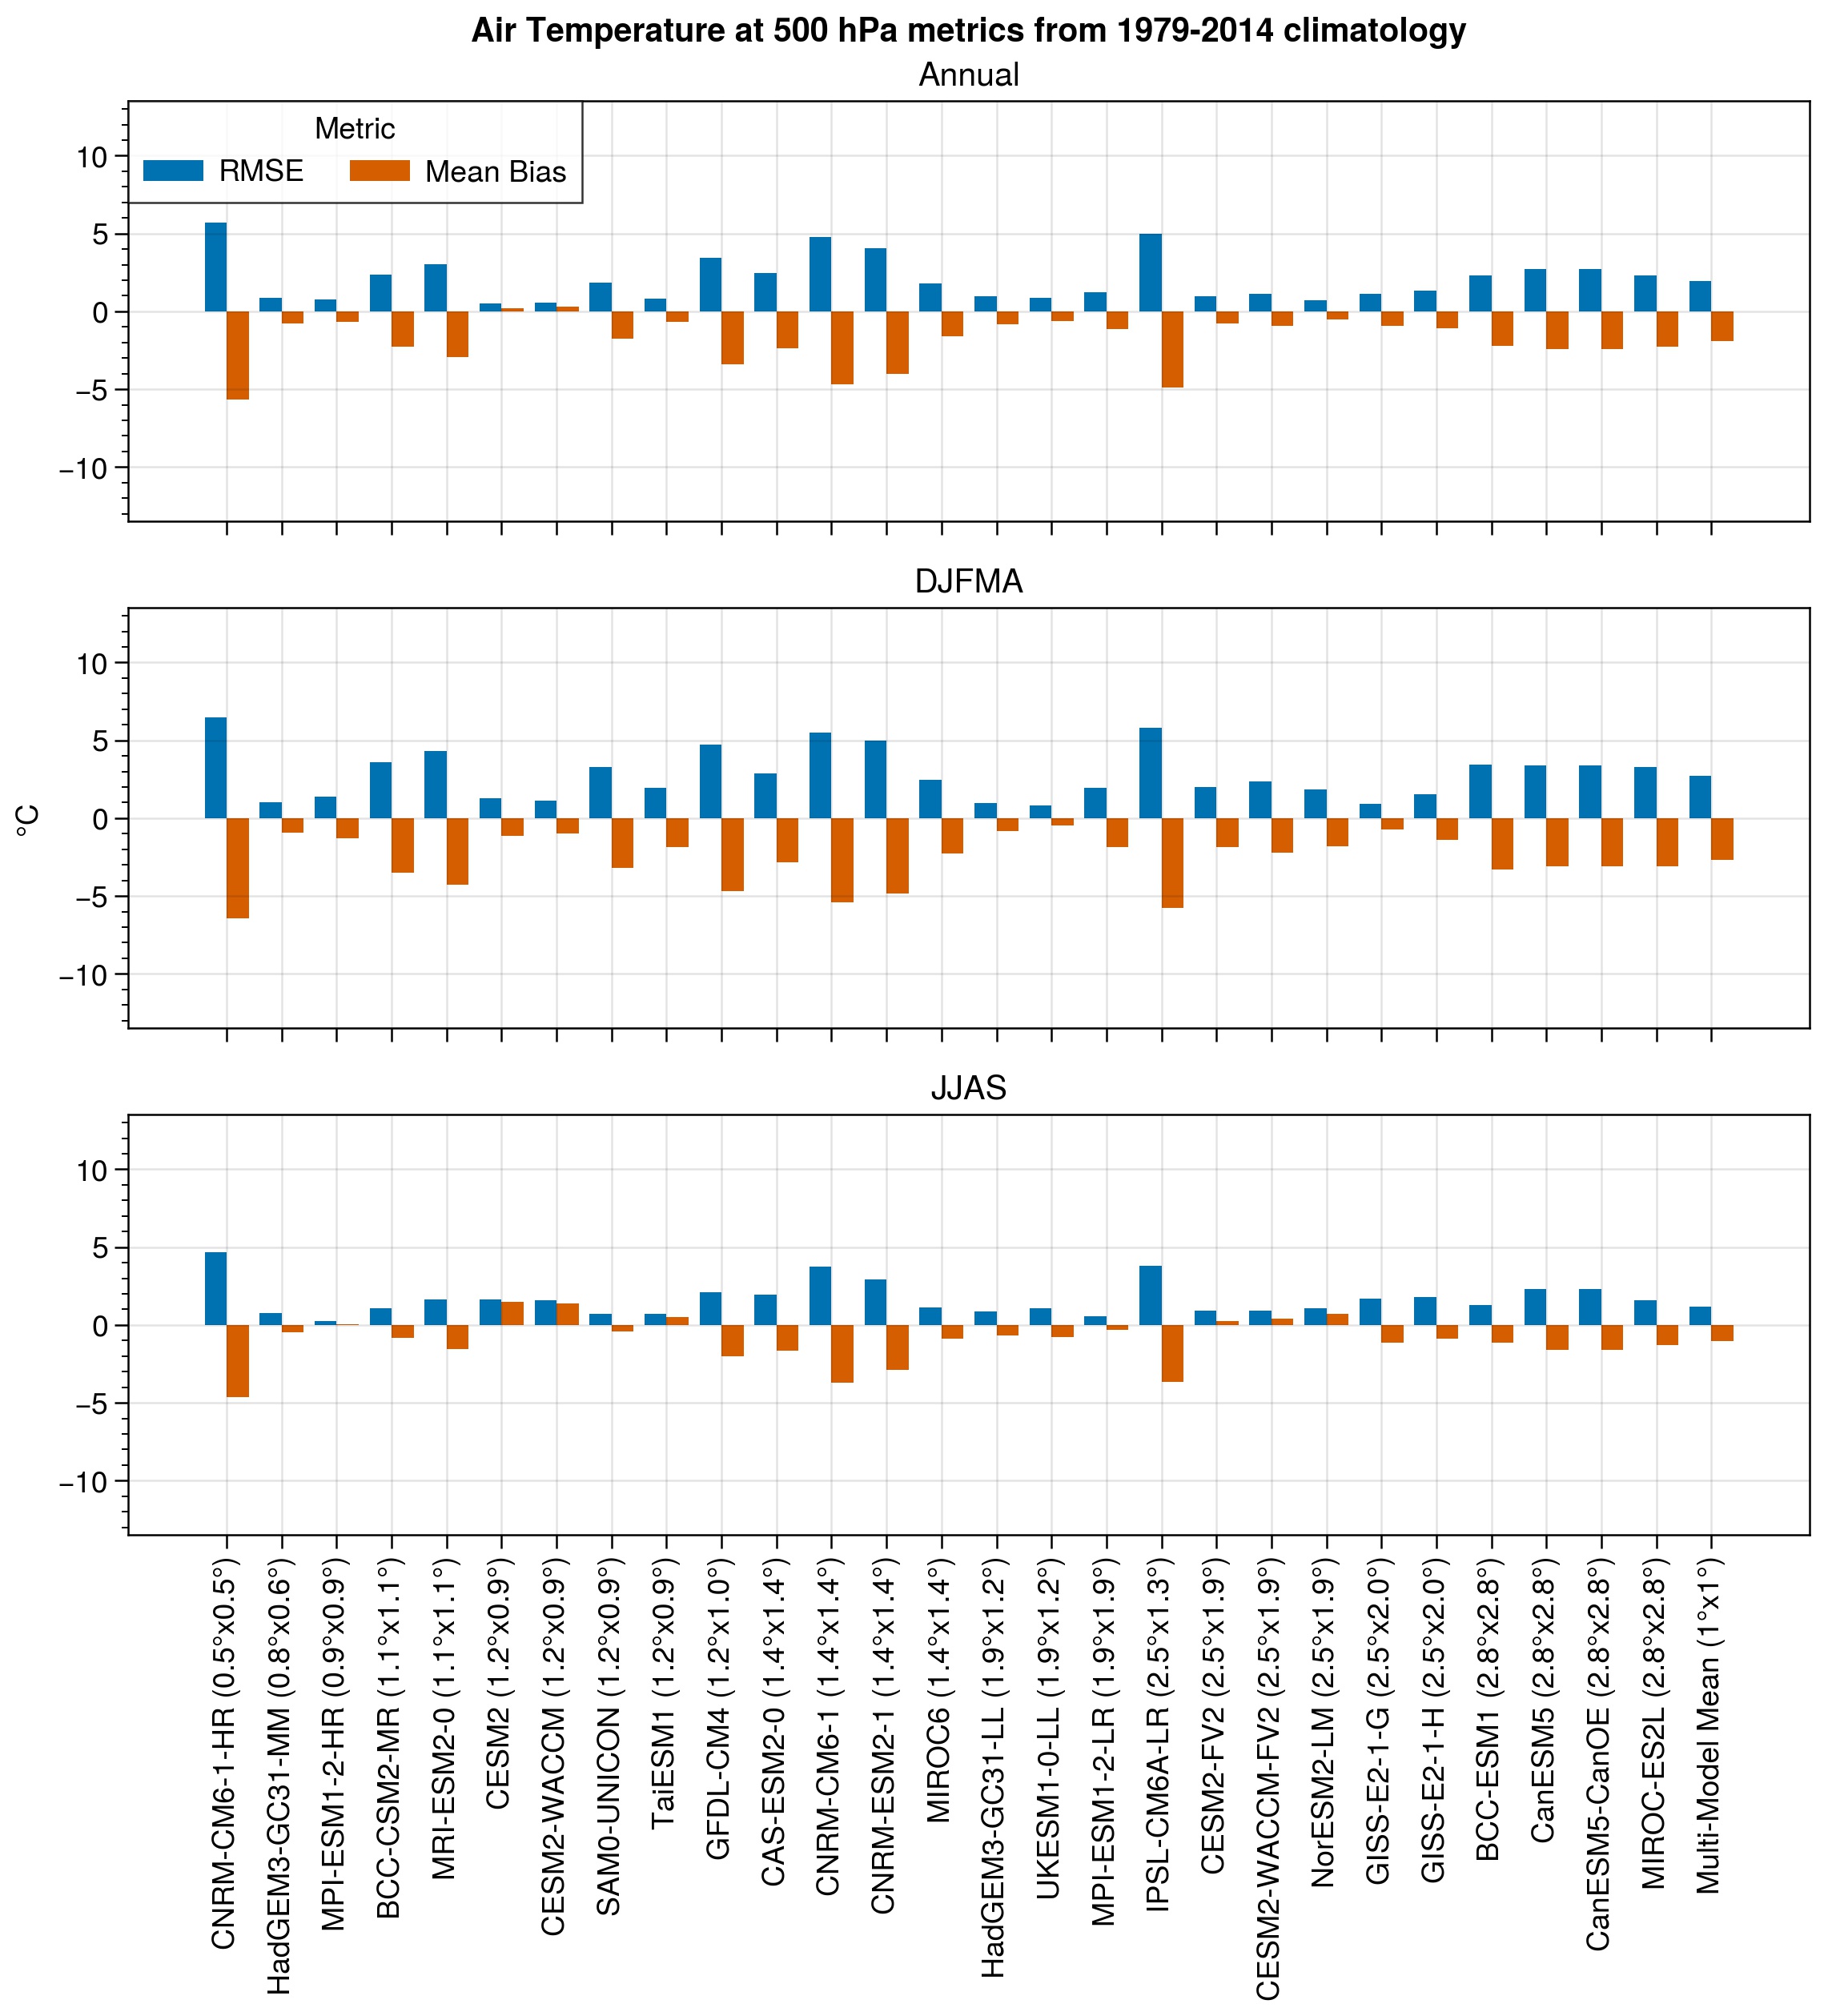 Air Temperature at 500 hPa metrics from 1979-2014 climatology
Annual
Metric
RMSE Mean Bias
10
5
0
−5
−10
DJFMA
10
5
0
−5
−10
°C
JJAS
10
5
0
−5
−10
CNRM-CM6-1-HR (0.5°x0.5°)
HadGEM3-GC31-MM (0.8°x0.6°)
MPI-ESM1-2-HR (0.9°x0.9°)
BCC-CSM2-MR (1.1°x1.1°)
MRI-ESM2-0 (1.1°x1.1°)
CESM2 (1.2°x0.9°)
CESM2-WACCM (1.2°x0.9°)
SAM0-UNICON (1.2°x0.9°)
TaiESM1 (1.2°x0.9°)
GFDL-CM4 (1.2°x1.0°)
CAS-ESM2-0 (1.4°x1.4°)
CNRM-CM6-1 (1.4°x1.4°)
CNRM-ESM2-1 (1.4°x1.4°)
MIROC6 (1.4°x1.4°)
HadGEM3-GC31-LL (1.9°x1.2°)
UKESM1-0-LL (1.9°x1.2°)
MPI-ESM1-2-LR (1.9°x1.9°)
IPSL-CM6A-LR (2.5°x1.3°)
CESM2-FV2 (2.5°x1.9°)
CESM2-WACCM-FV2 (2.5°x1.9°)
NorESM2-LM (2.5°x1.9°)
GISS-E2-1-G (2.5°x2.0°)
GISS-E2-1-H (2.5°x2.0°)
BCC-ESM1 (2.8°x2.8°)
CanESM5 (2.8°x2.8°)
CanESM5-CanOE (2.8°x2.8°)
MIROC-ES2L (2.8°x2.8°)
Multi-Model Mean (1°x1°)